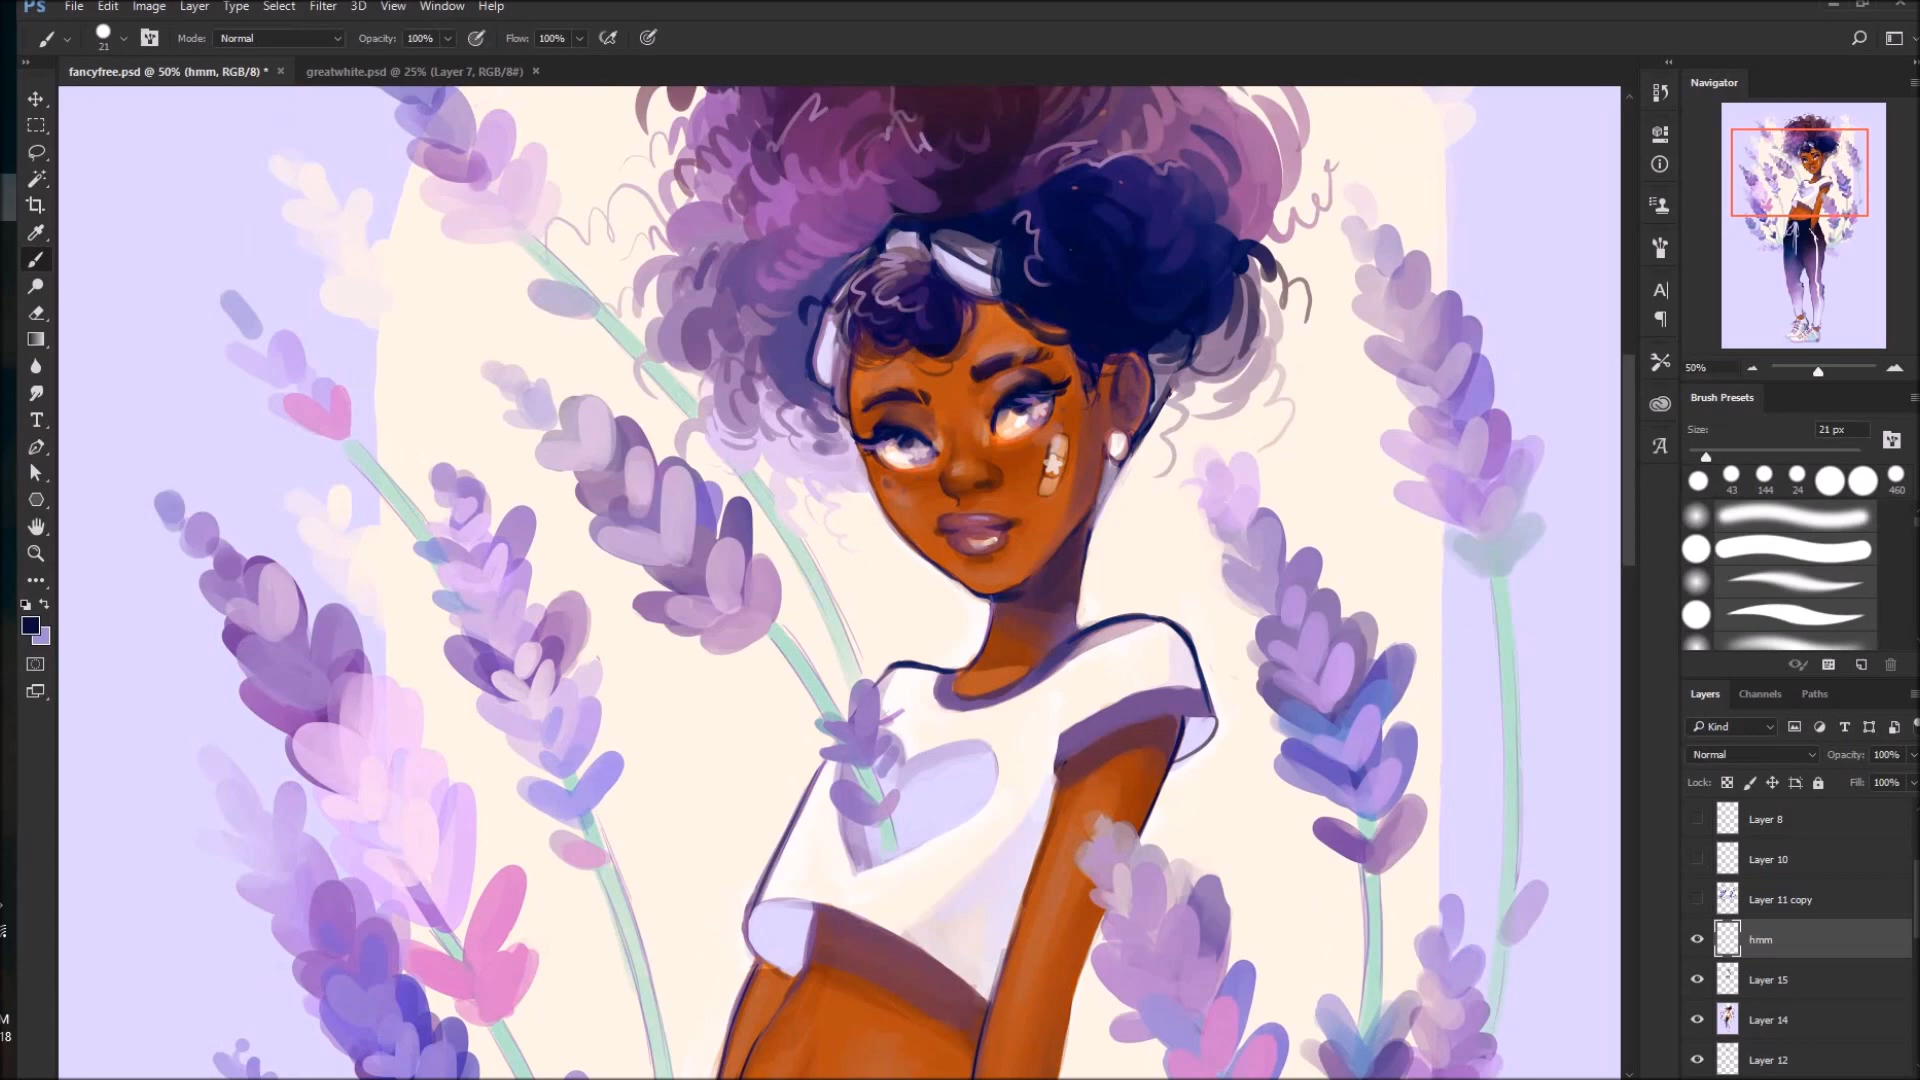 Ps File Edit Image Layer Type Select Filter 3D View Window Help
21 Mode: Normal Opacity: 100% Flow: 100%
fancyfree.psd @ 50% (hmm, RGB/8) * × greatwhite.psd @ 25% (Layer 7, RGB/8#) ×
Navigator
50%
Brush Presets
Size: 21 px
43 144 24 460
Layers Channels Paths
Kind
Normal Opacity: 100%
Lock: Fill: 100%
Layer 8
Layer 10
Layer 11 copy
hmm
Layer 15
Layer 14
Layer 12
M
18